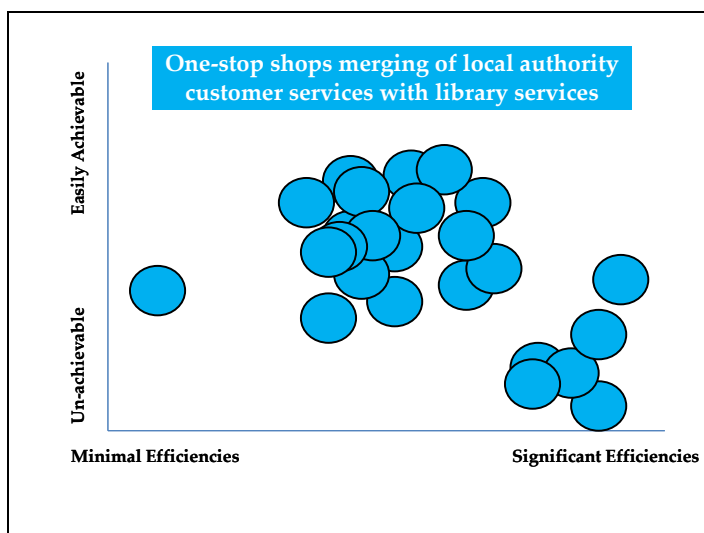 One-stop shops merging of local authority
customer services with library services
Easily Achievable
Un-achievable
Minimal Efficiencies
Significant Efficiencies